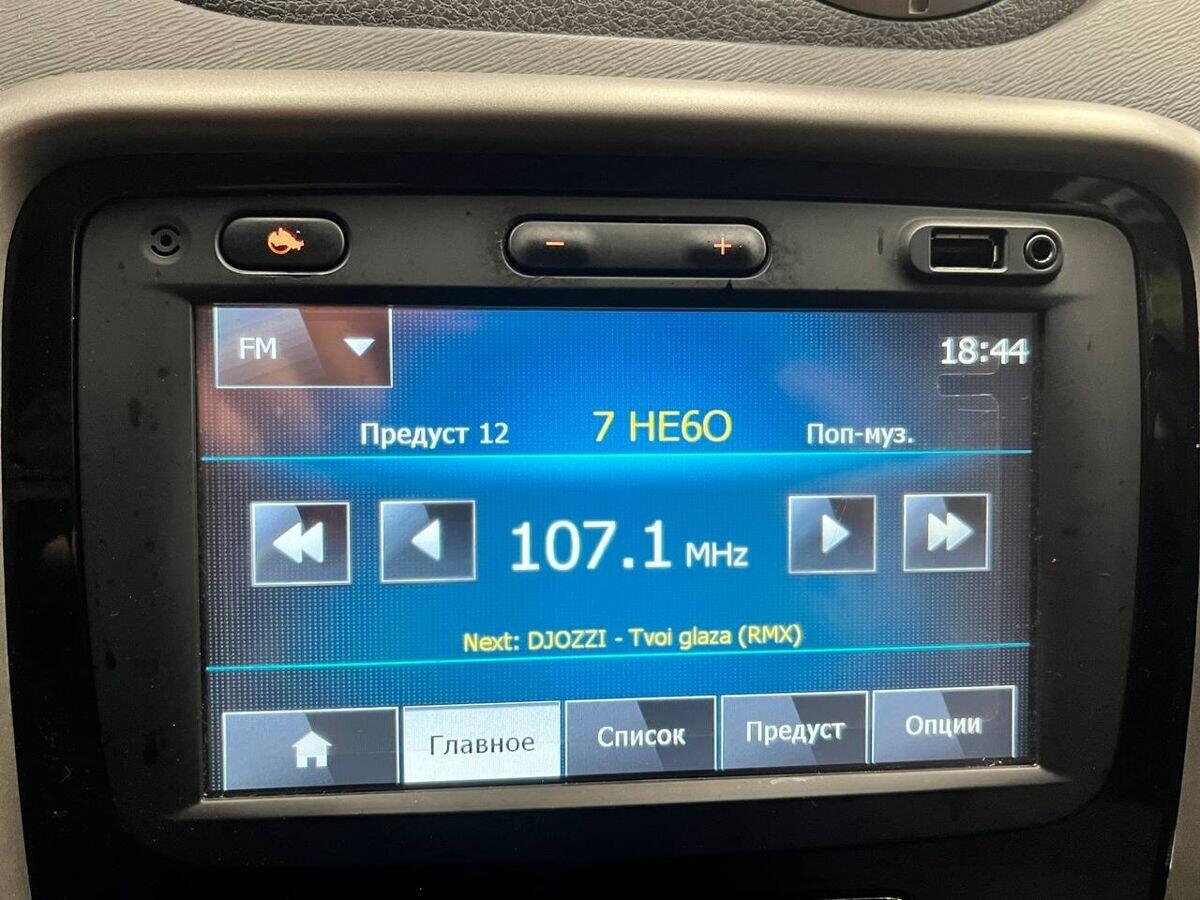 FM
18:44
Предуст 12 7 НЕ6О Поп-муз.
107.1 MHz
Next: DJOZZI - Tvoi glaza (RMX)
Главное Список Предуст Опции